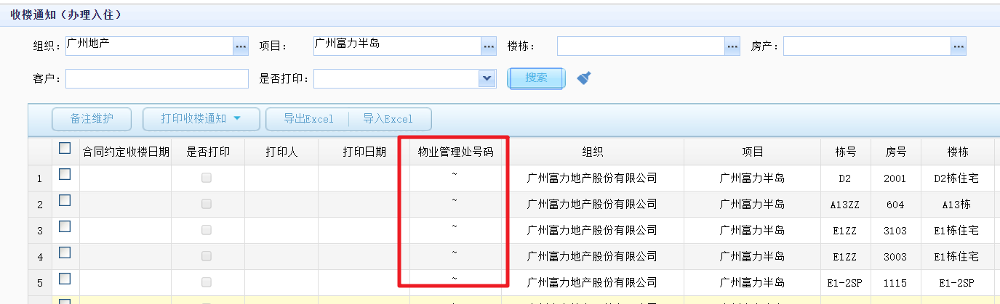 收楼通知（办理入住）
组织： 广州地产 ... 项目： 广州富力半岛 ... 楼栋： ... 房产： ...
客户： 是否打印： 搜索
备注维护 打印收楼通知 导出Excel 导入Excel
合同约定收楼日期 是否打印 打印人 打印日期 物业管理处号码 组织 项目 栋号 房号 楼栋
1 ~ 广州富力地产股份有限公司 广州富力半岛 D2 2001 D2栋住宅
2 ~ 广州富力地产股份有限公司 广州富力半岛 A13ZZ 604 A13栋
3 ~ 广州富力地产股份有限公司 广州富力半岛 E1ZZ 3103 E1栋住宅
4 ~ 广州富力地产股份有限公司 广州富力半岛 E1ZZ 3003 E1栋住宅
5 ~ 广州富力地产股份有限公司 广州富力半岛 E1-2SP 1115 E1-2SP